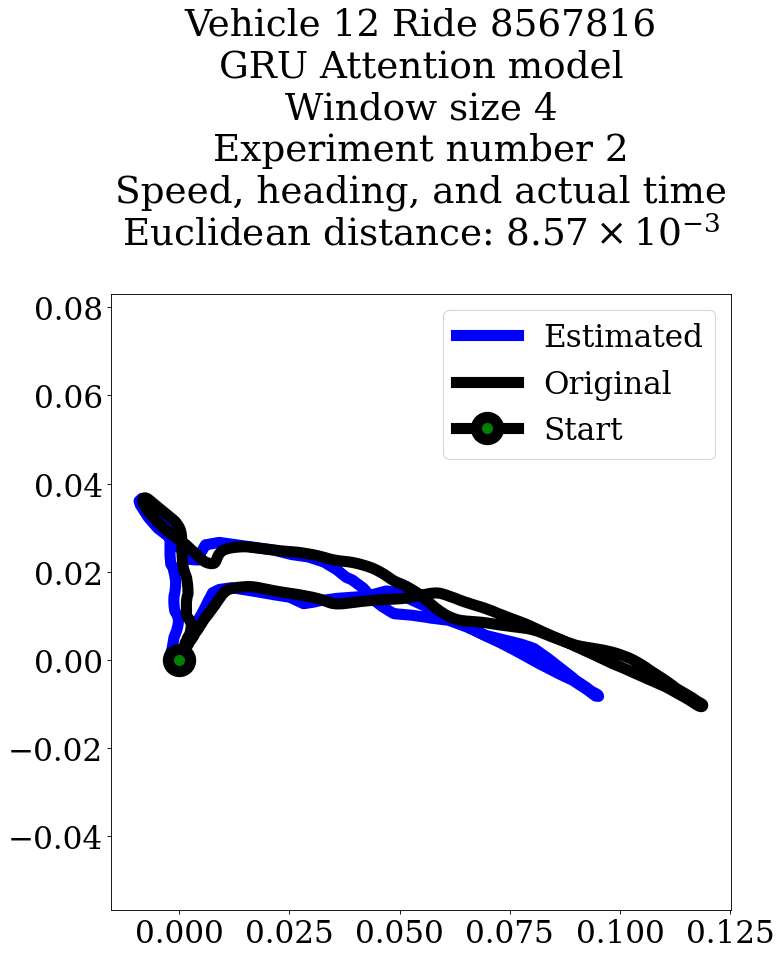 Vehicle 12 Ride 8567816
GRU Attention model
Window size 4
Experiment number 2
Speed, heading, and actual time
Euclidean distance: 8.57 × 10⁻³
Estimated
Original
Start
0.08
0.06
0.04
0.02
0.00
−0.02
−0.04
0.000 0.025 0.050 0.075 0.100 0.125